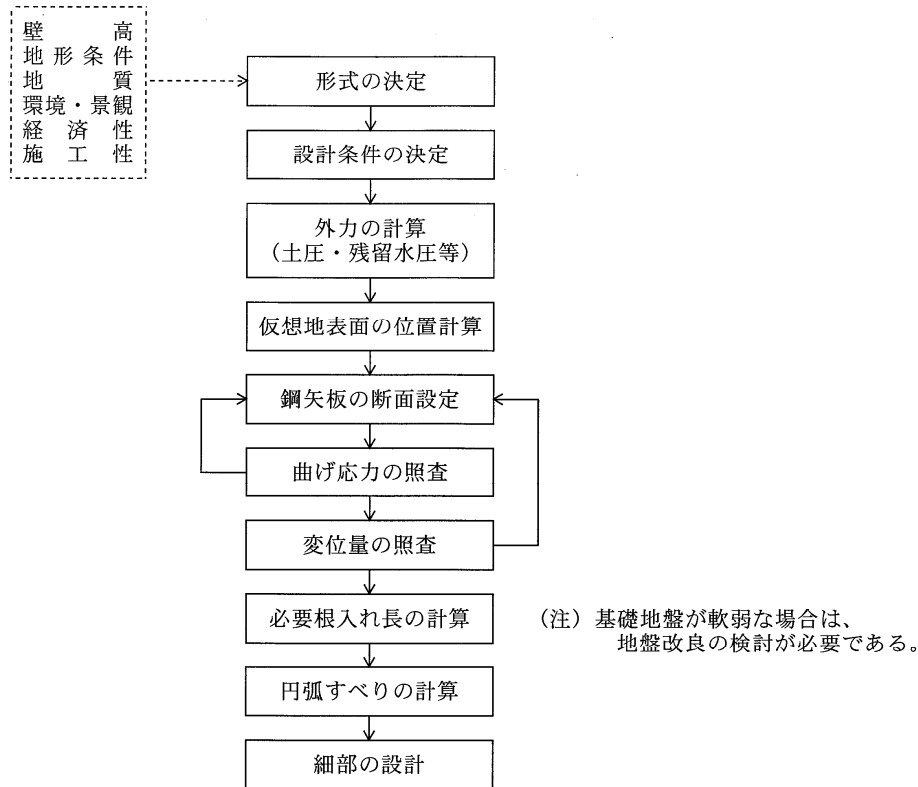 壁高
地形条件
地質
環境・景観
経済性
施工性
形式の決定
設計条件の決定
外力の計算
（土圧・残留水圧等）
仮想地表面の位置計算
鋼矢板の断面設定
曲げ応力の照査
変位量の照査
必要根入れ長の計算
（注）基礎地盤が軟弱な場合は、
地盤改良の検討が必要である。
円弧すべりの計算
細部の設計